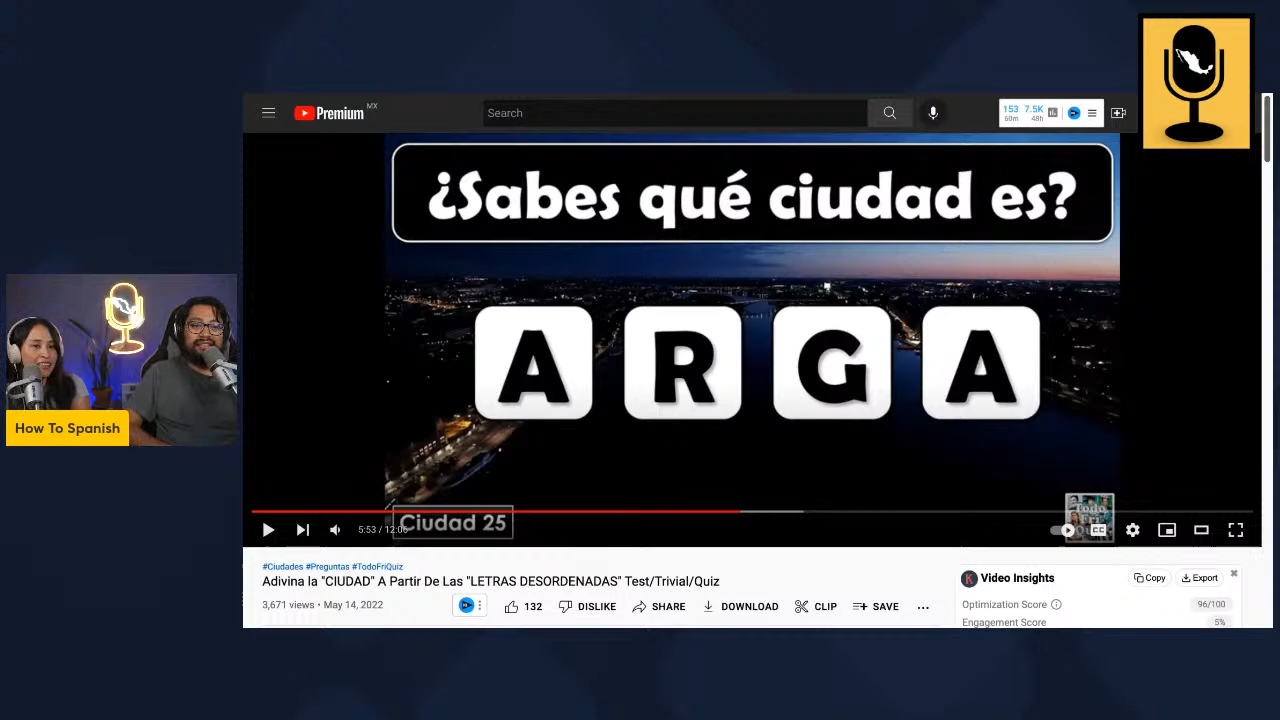 Premium MX
Search
153 7.5K
60m 48h
¿Sabes qué ciudad es?
A R G A
How To Spanish
Todo
Fri
Ciudad 25
5:53 / 12:06
CC
#Ciudades #Preguntas #TodoFriQuiz
Adivina la "CIUDAD" A Partir De Las "LETRAS DESORDENADAS" Test/Trivial/Quiz
3,671 views • May 14, 2022
132 DISLIKE SHARE DOWNLOAD CLIP SAVE
K Video Insights Copy Export
Optimization Score 96/100
Engagement Score 5%